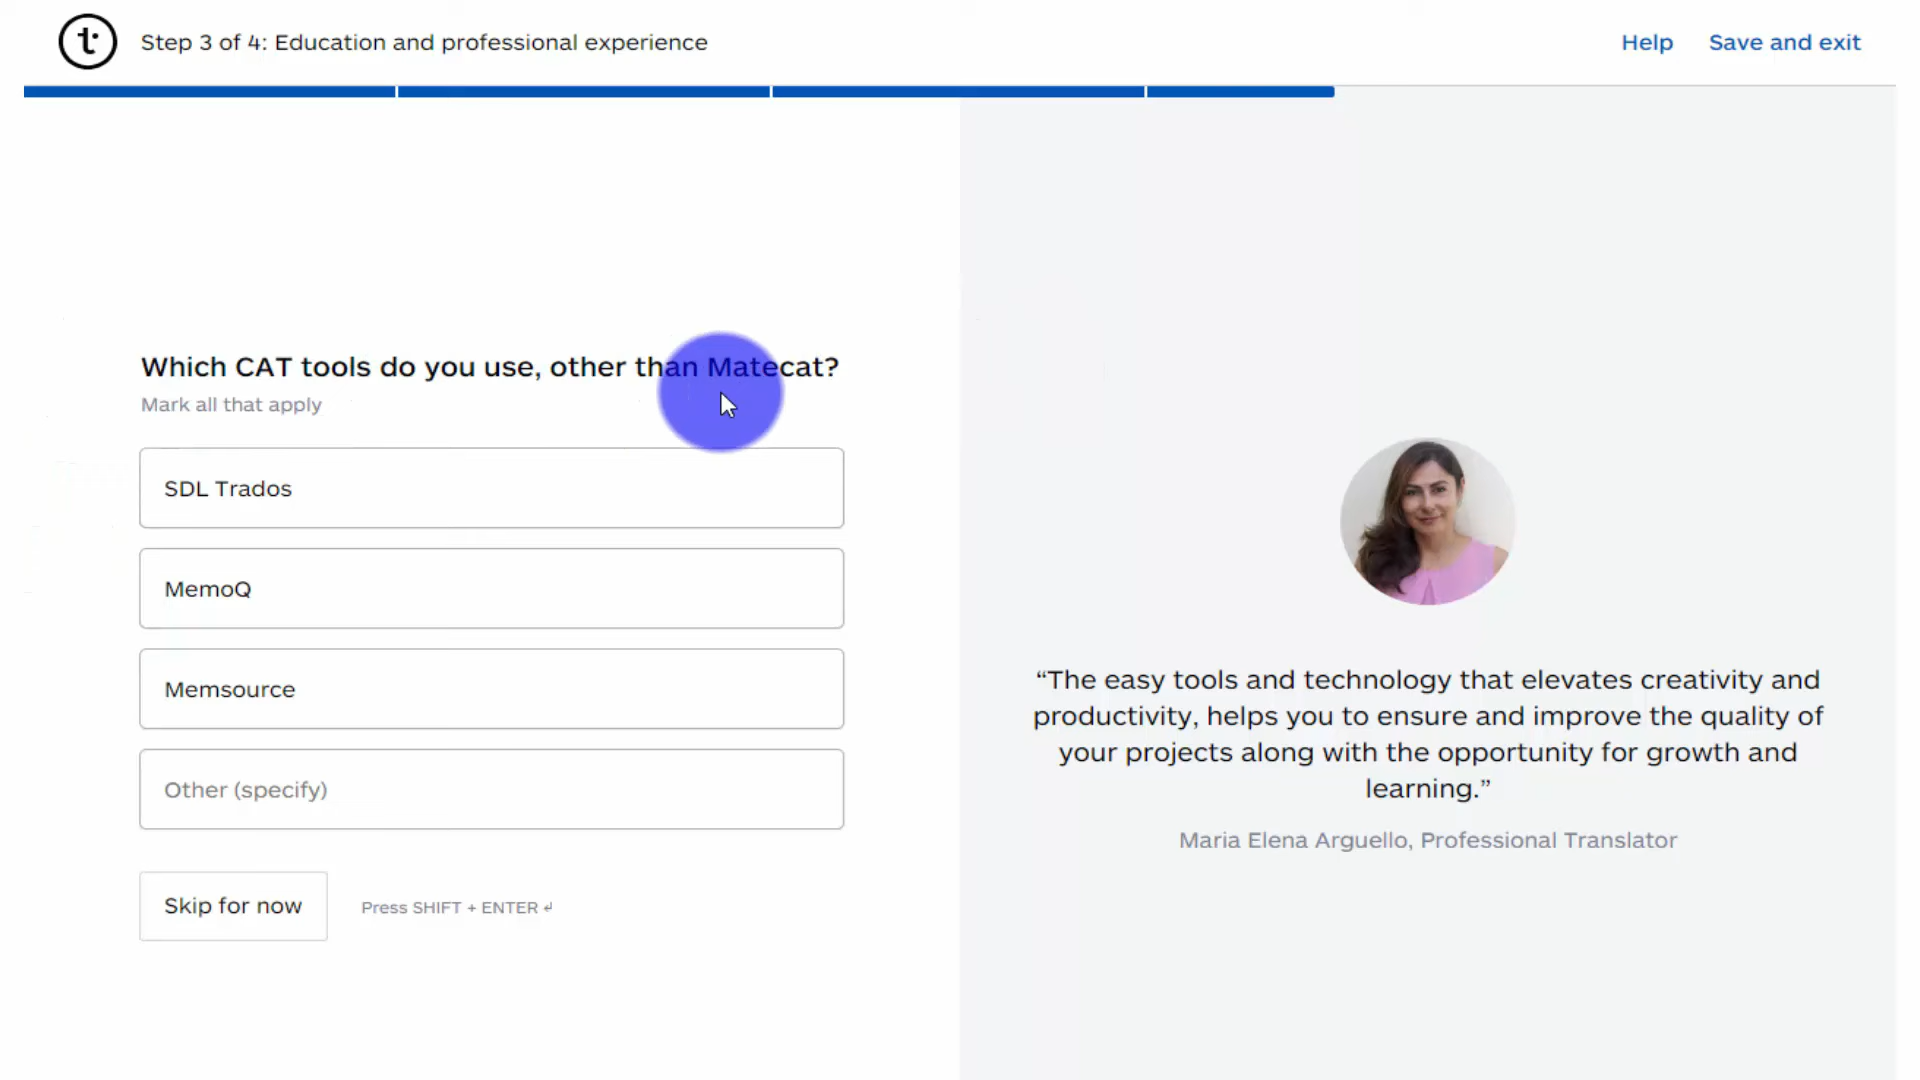 t
Step 3 of 4: Education and professional experience
Help
Save and exit
Which CAT tools do you use, other than Matecat?
Mark all that apply
SDL Trados
MemoQ
Memsource
Other (specify)
Skip for now
Press SHIFT + ENTER ↲
“The easy tools and technology that elevates creativity and
productivity, helps you to ensure and improve the quality of
your projects along with the opportunity for growth and
learning.”
Maria Elena Arguello, Professional Translator